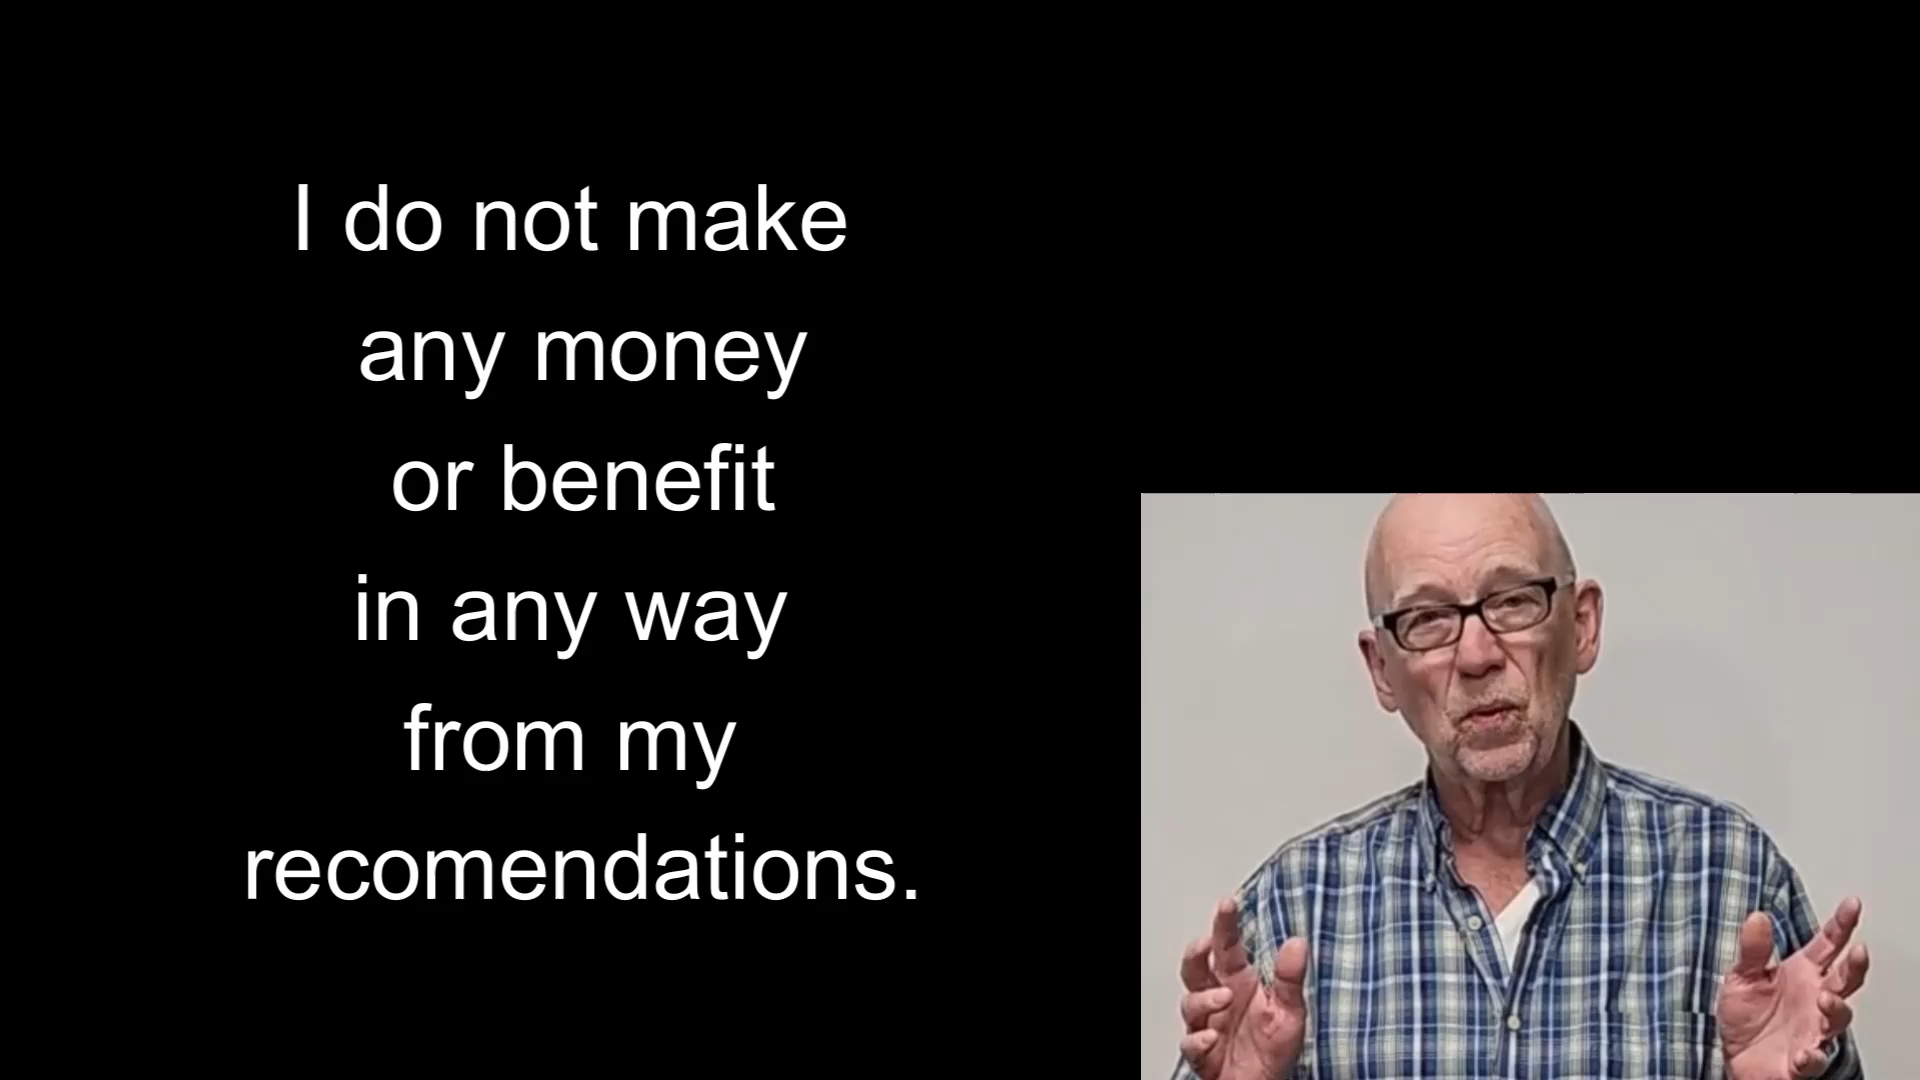 I do not make
any money
or benefit
in any way
from my
recomendations.